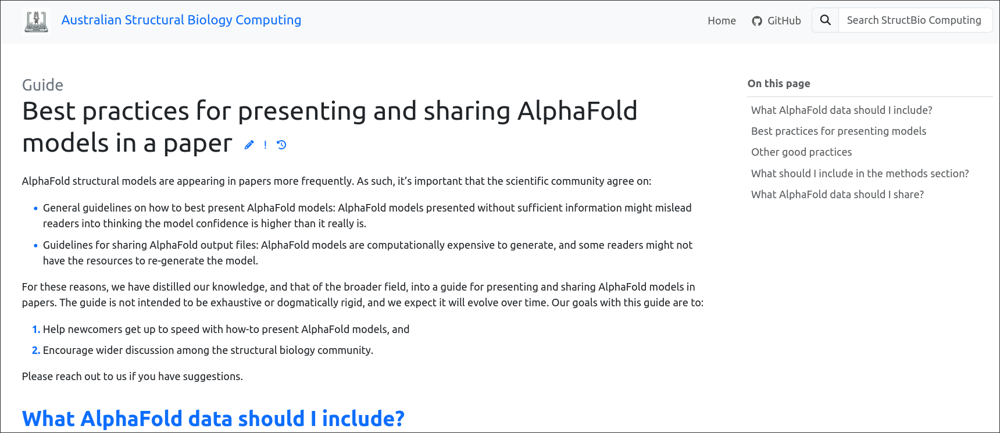 Australian Structural Biology Computing
Home
GitHub
Search StructBio Computing
Guide
Best practices for presenting and sharing AlphaFold
models in a paper
AlphaFold structural models are appearing in papers more frequently. As such, it’s important that the scientific community agree on:
• General guidelines on how to best present AlphaFold models: AlphaFold models presented without sufficient information might mislead
readers into thinking the model confidence is higher than it really is.
• Guidelines for sharing AlphaFold output files: AlphaFold models are computationally expensive to generate, and some readers might not
have the resources to re-generate the model.
For these reasons, we have distilled our knowledge, and that of the broader field, into a guide for presenting and sharing AlphaFold models in
papers. The guide is not intended to be exhaustive or dogmatically rigid, and we expect it will evolve over time. Our goals with this guide are to:
1. Help newcomers get up to speed with how-to present AlphaFold models, and
2. Encourage wider discussion among the structural biology community.
Please reach out to us if you have suggestions.
What AlphaFold data should I include?
On this page
What AlphaFold data should I include?
Best practices for presenting models
Other good practices
What should I include in the methods section?
What AlphaFold data should I share?